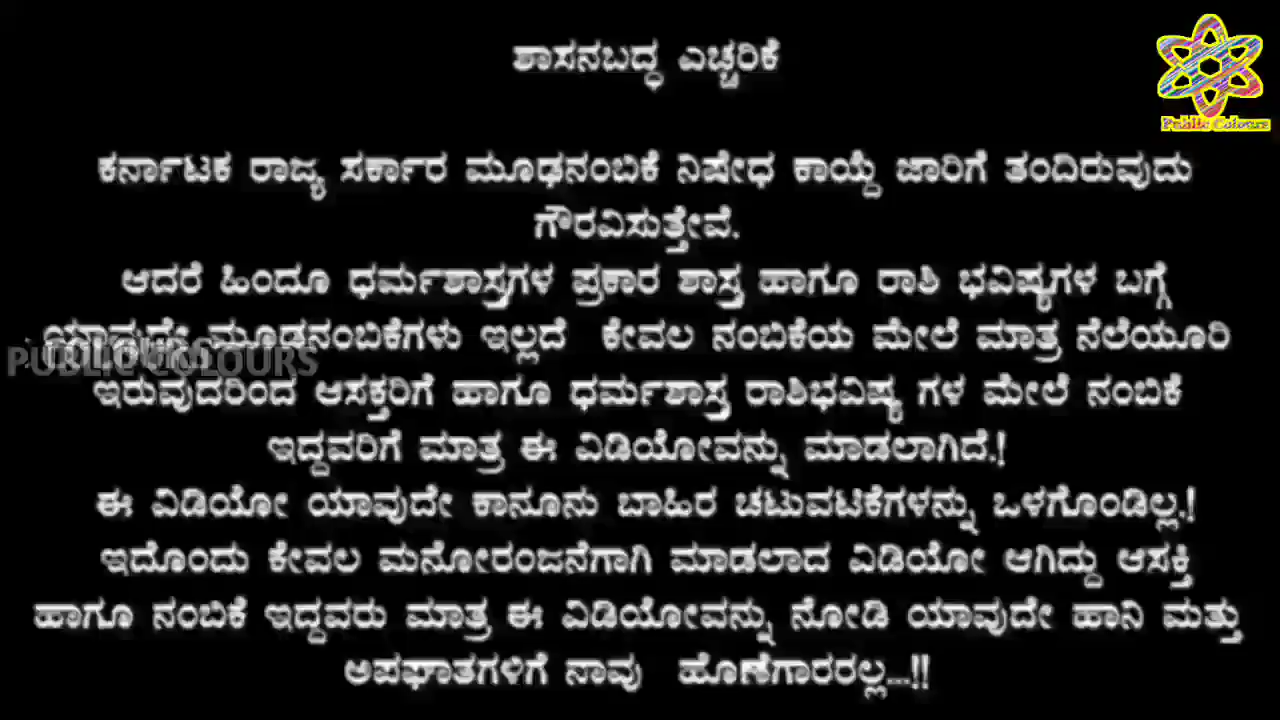 ಶಾಸನಬದ್ಧ ಎಚ್ಚರಿಕೆ
Public Colours
ಕರ್ನಾಟಕ ರಾಜ್ಯ ಸರ್ಕಾರ ಮೂಢನಂಬಿಕೆ ನಿಷೇಧ ಕಾಯ್ದೆ ಜಾರಿಗೆ ತಂದಿರುವುದು
ಗೌರವಿಸುತ್ತೇವೆ.
ಆದರೆ ಹಿಂದೂ ಧರ್ಮಶಾಸ್ತ್ರಗಳ ಪ್ರಕಾರ ಶಾಸ್ತ್ರ ಹಾಗೂ ರಾಶಿ ಭವಿಷ್ಯಗಳ ಬಗ್ಗೆ
ಯಾವುದೇ ಮೂಢನಂಬಿಕೆಗಳು ಇಲ್ಲದೆ ಕೇವಲ ನಂಬಿಕೆಯ ಮೇಲೆ ಮಾತ್ರ ನೆಲೆಯೂರಿ
PUBLIC COLOURS
ಇರುವುದರಿಂದ ಆಸಕ್ತರಿಗೆ ಹಾಗೂ ಧರ್ಮಶಾಸ್ತ್ರ ರಾಶಿಭವಿಷ್ಯ ಗಳ ಮೇಲೆ ನಂಬಿಕೆ
ಇದ್ದವರಿಗೆ ಮಾತ್ರ ಈ ವಿಡಿಯೋವನ್ನು ಮಾಡಲಾಗಿದೆ.!
ಈ ವಿಡಿಯೋ ಯಾವುದೇ ಕಾನೂನು ಬಾಹಿರ ಚಟುವಟಿಕೆಗಳನ್ನು ಒಳಗೊಂಡಿಲ್ಲ.!
ಇದೊಂದು ಕೇವಲ ಮನೋರಂಜನೆಗಾಗಿ ಮಾಡಲಾದ ವಿಡಿಯೋ ಆಗಿದ್ದು ಆಸಕ್ತಿ
ಹಾಗೂ ನಂಬಿಕೆ ಇದ್ದವರು ಮಾತ್ರ ಈ ವಿಡಿಯೋವನ್ನು ನೋಡಿ ಯಾವುದೇ ಹಾನಿ ಮತ್ತು
ಅಪಘಾತಗಳಿಗೆ ನಾವು ಹೊಣೆಗಾರರಲ್ಲ...!!